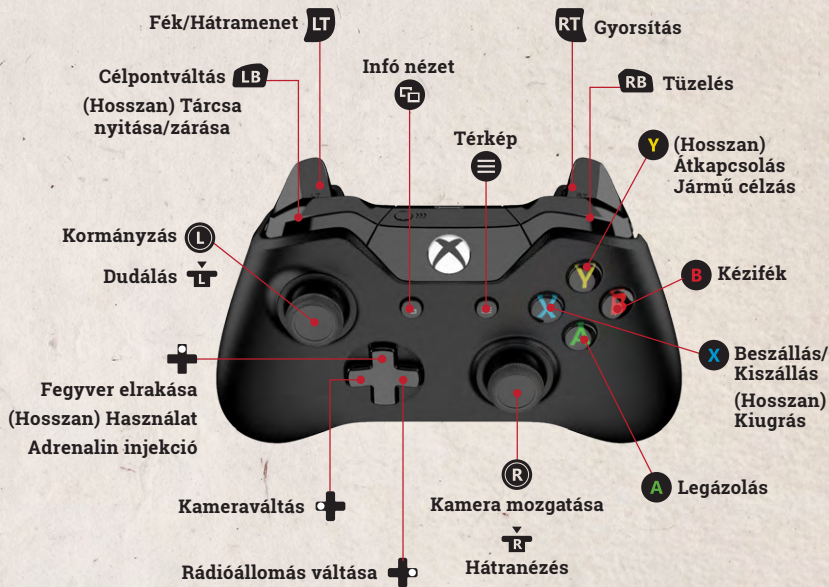 Fék/Hátramenet LT
RT Gyorsítás
Célpontváltás LB
(Hosszan) Tárcsa
nyitása/zárása
Infó nézet
RB Tüzelés
Térkép
Y (Hosszan)
Átkapcsolás
Jármű célzás
Kormányzás L
Dudálás L
B Kézifék
Y
X
B
A
X Beszállás/
Kiszállás
(Hosszan)
Kiugrás
Fegyver elrakása
(Hosszan) Használat
Adrenalin injekció
R
Kamera mozgatása
R
Hátranézés
A Legázolás
Kameraváltás
Rádióállomás váltása